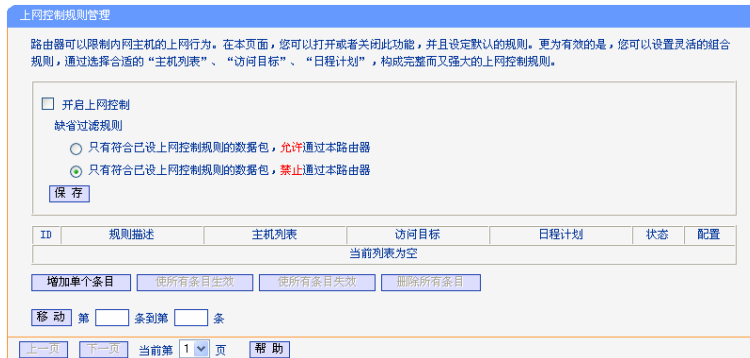 上网控制规则管理
路由器可以限制内网主机的上网行为。在本页面，您可以打开或者关闭此功能，并且设定默认的规则。更为有效的是，您可以设置灵活的组合
规则，通过选择合适的“主机列表”、“访问目标”、“日程计划”，构成完整而又强大的上网控制规则。
开启上网控制
缺省过滤规则
只有符合已设上网控制规则的数据包，允许通过本路由器
只有符合已设上网控制规则的数据包，禁止通过本路由器
保 存
ID 规则描述 主机列表 访问目标 日程计划 状态 配置
当前列表为空
增加单个条目 使所有条目生效 使所有条目失效 删除所有条目
移 动 第 条到第 条
上一页 下一页 当前第 1 页 帮 助